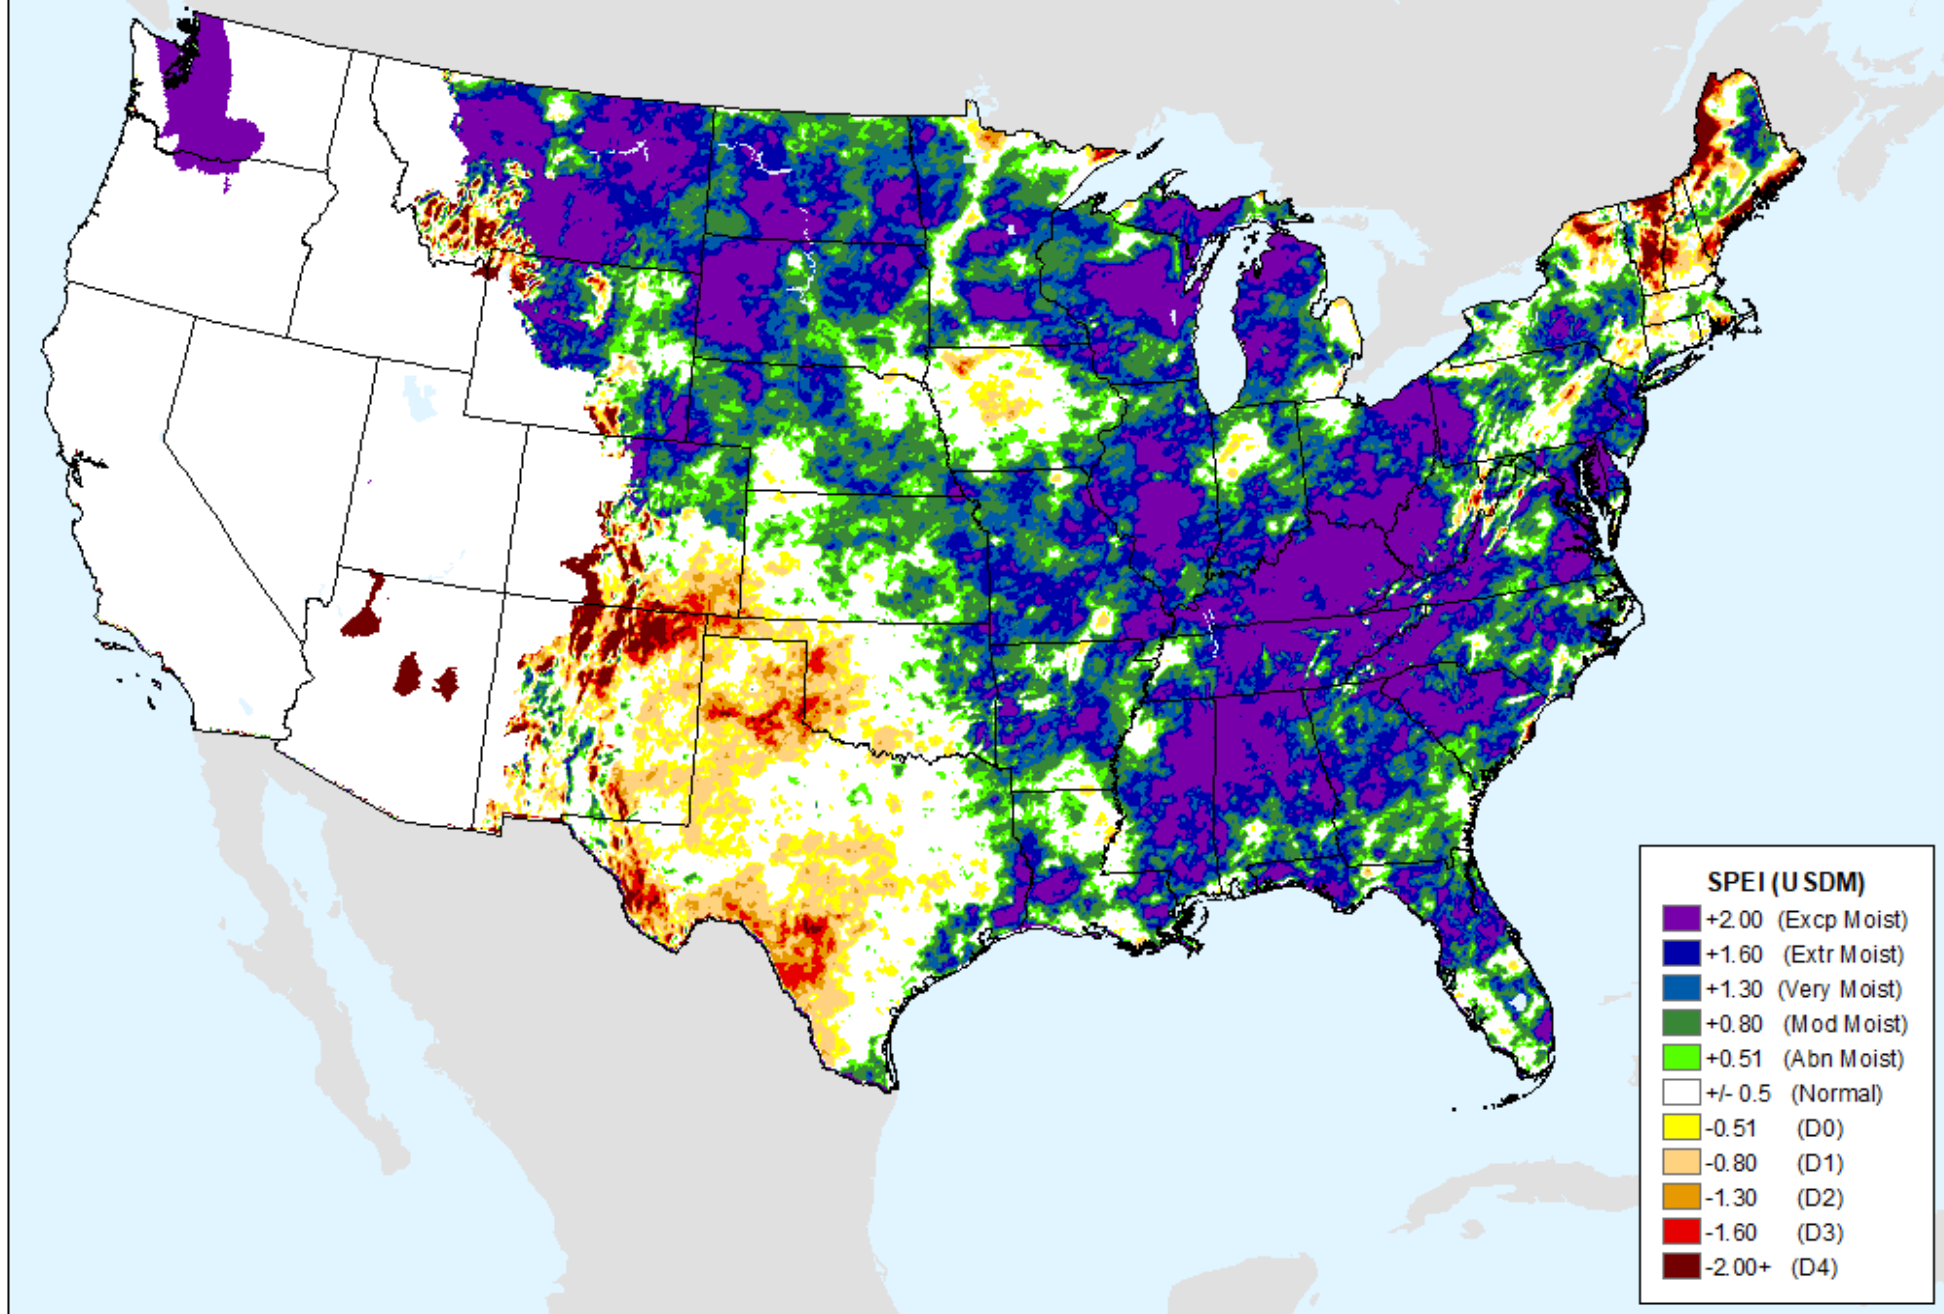 SPEI (USDM)
+2.00 (Excp Moist)
+1.60 (Extr Moist)
+1.30 (Very Moist)
+0.80 (Mod Moist)
+0.51 (Abn Moist)
+/- 0.5 (Normal)
-0.51 (D0)
-0.80 (D1)
-1.30 (D2)
-1.60 (D3)
-2.00+ (D4)